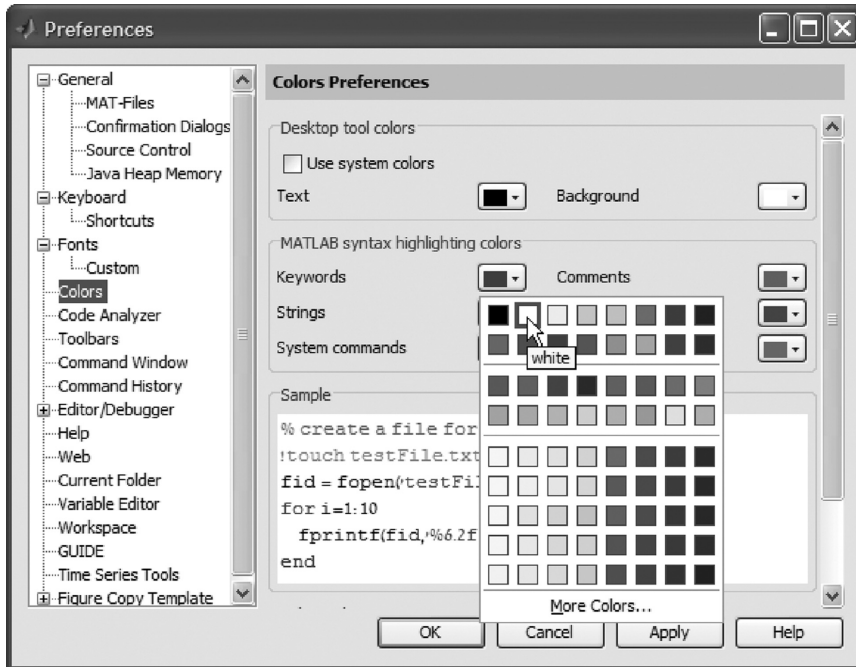 Preferences
General
MAT-Files
Confirmation Dialogs
Source Control
Java Heap Memory
Keyboard
Shortcuts
Fonts
Custom
Colors
Code Analyzer
Toolbars
Command Window
Command History
Editor/Debugger
Help
Web
Current Folder
Variable Editor
Workspace
GUIDE
Time Series Tools
Figure Copy Template
Colors Preferences
Desktop tool colors
Use system colors
Text Background
MATLAB syntax highlighting colors
Keywords Comments
Strings
System commands
white
Sample
% create a file for
!touch testFile.txt
fid = fopen('testFil
for i=1:10
fprintf(fid,'%6.2f
end
More Colors...
OK Cancel Apply Help